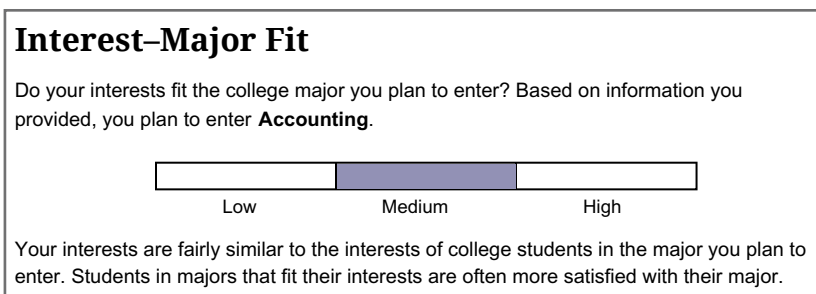 Interest–Major Fit
Do your interests fit the college major you plan to enter? Based on information you
provided, you plan to enter Accounting.
Low Medium High
Your interests are fairly similar to the interests of college students in the major you plan to
enter. Students in majors that fit their interests are often more satisfied with their major.